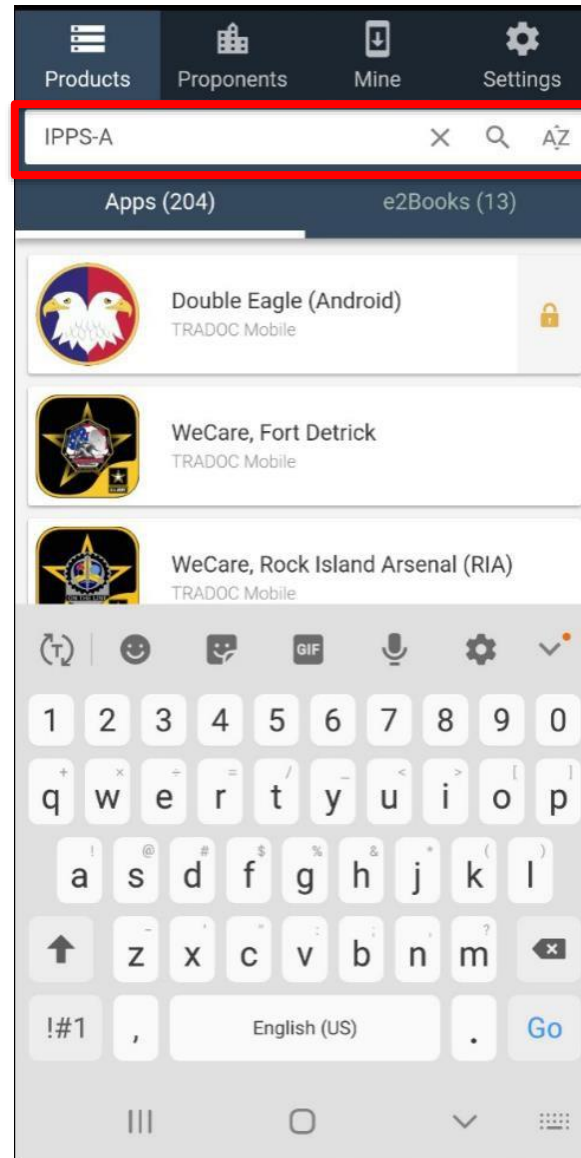 Products Proponents Mine Settings
IPPS-A AZ
Apps (204) e2Books (13)
Double Eagle (Android)
TRADOC Mobile
WeCare, Fort Detrick
TRADOC Mobile
WeCare, Rock Island Arsenal (RIA)
TRADOC Mobile
T GIF
1 2 3 4 5 6 7 8 9 0
+ × ÷ = / _ < > [ ]
q w e r t y u i o p
! @ # $ % & * ( )
a s d f g h j k l
- ' " : ; , ?
z x c v b n m
!#1 , English (US) . Go